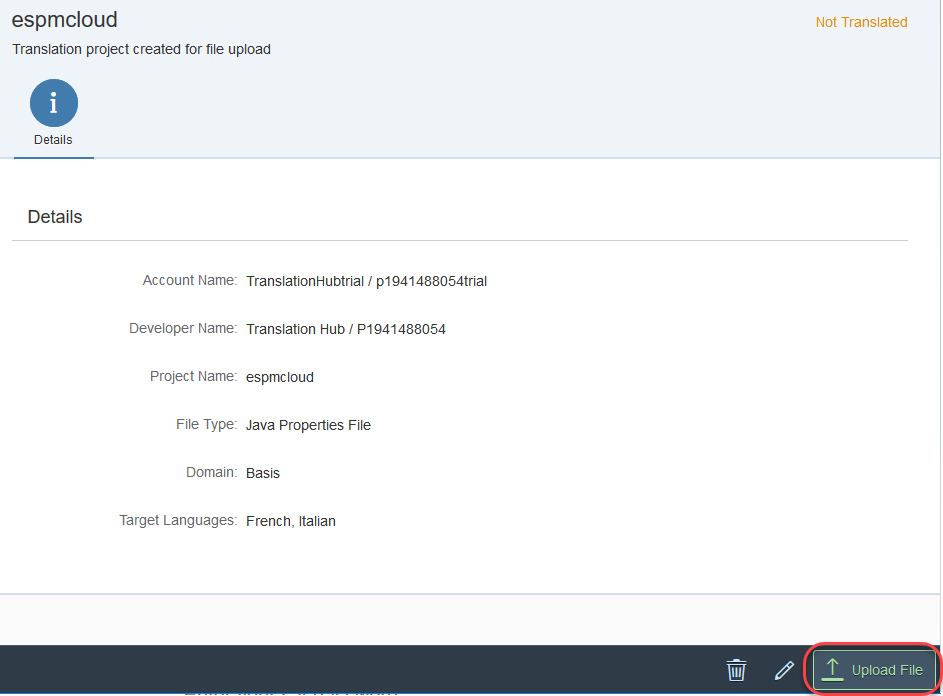 espmcloud
Not Translated
Translation project created for file upload
i
Details
Details
Account Name: TranslationHubtrial / p1941488054trial
Developer Name: Translation Hub / P1941488054
Project Name: espmcloud
File Type: Java Properties File
Domain: Basis
Target Languages: French, Italian
Upload File